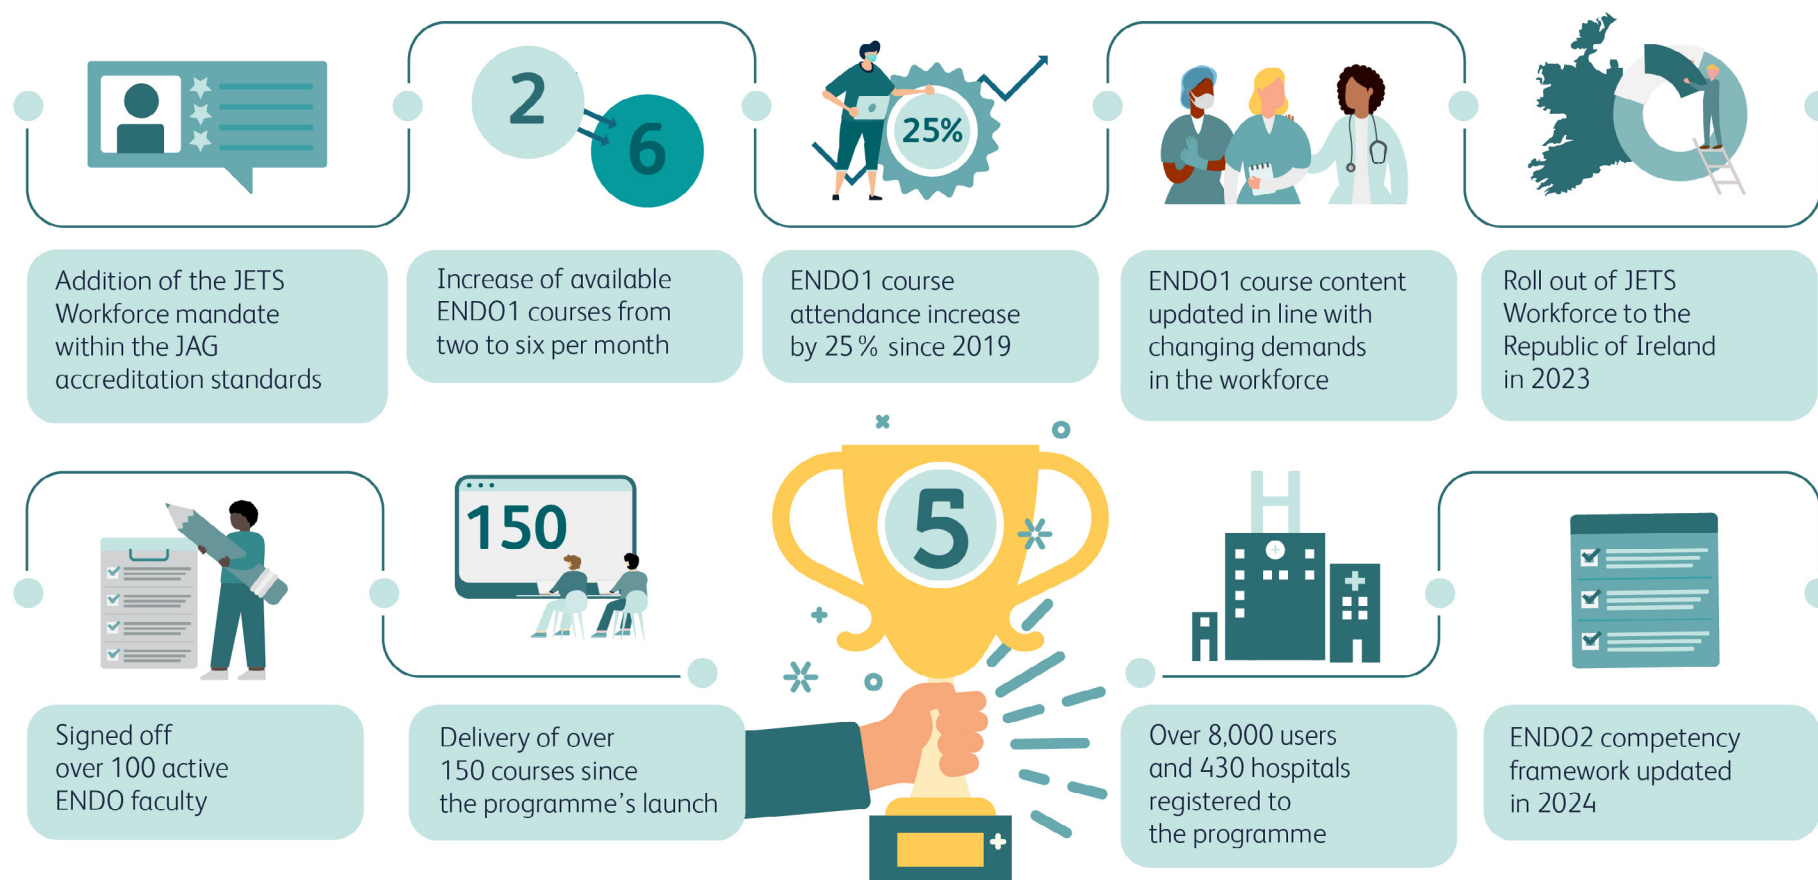 2
6
25%
Addition of the JETS
Workforce mandate
within the JAG
accreditation standards
Increase of available
ENDO1 courses from
two to six per month
ENDO1 course
attendance increase
by 25% since 2019
ENDO1 course content
updated in line with
changing demands
in the workforce
Roll out of JETS
Workforce to the
Republic of Ireland
in 2023
150
5
H
Signed off
over 100 active
ENDO faculty
Delivery of over
150 courses since
the programme's launch
Over 8,000 users
and 430 hospitals
registered to
the programme
ENDO2 competency
framework updated
in 2024